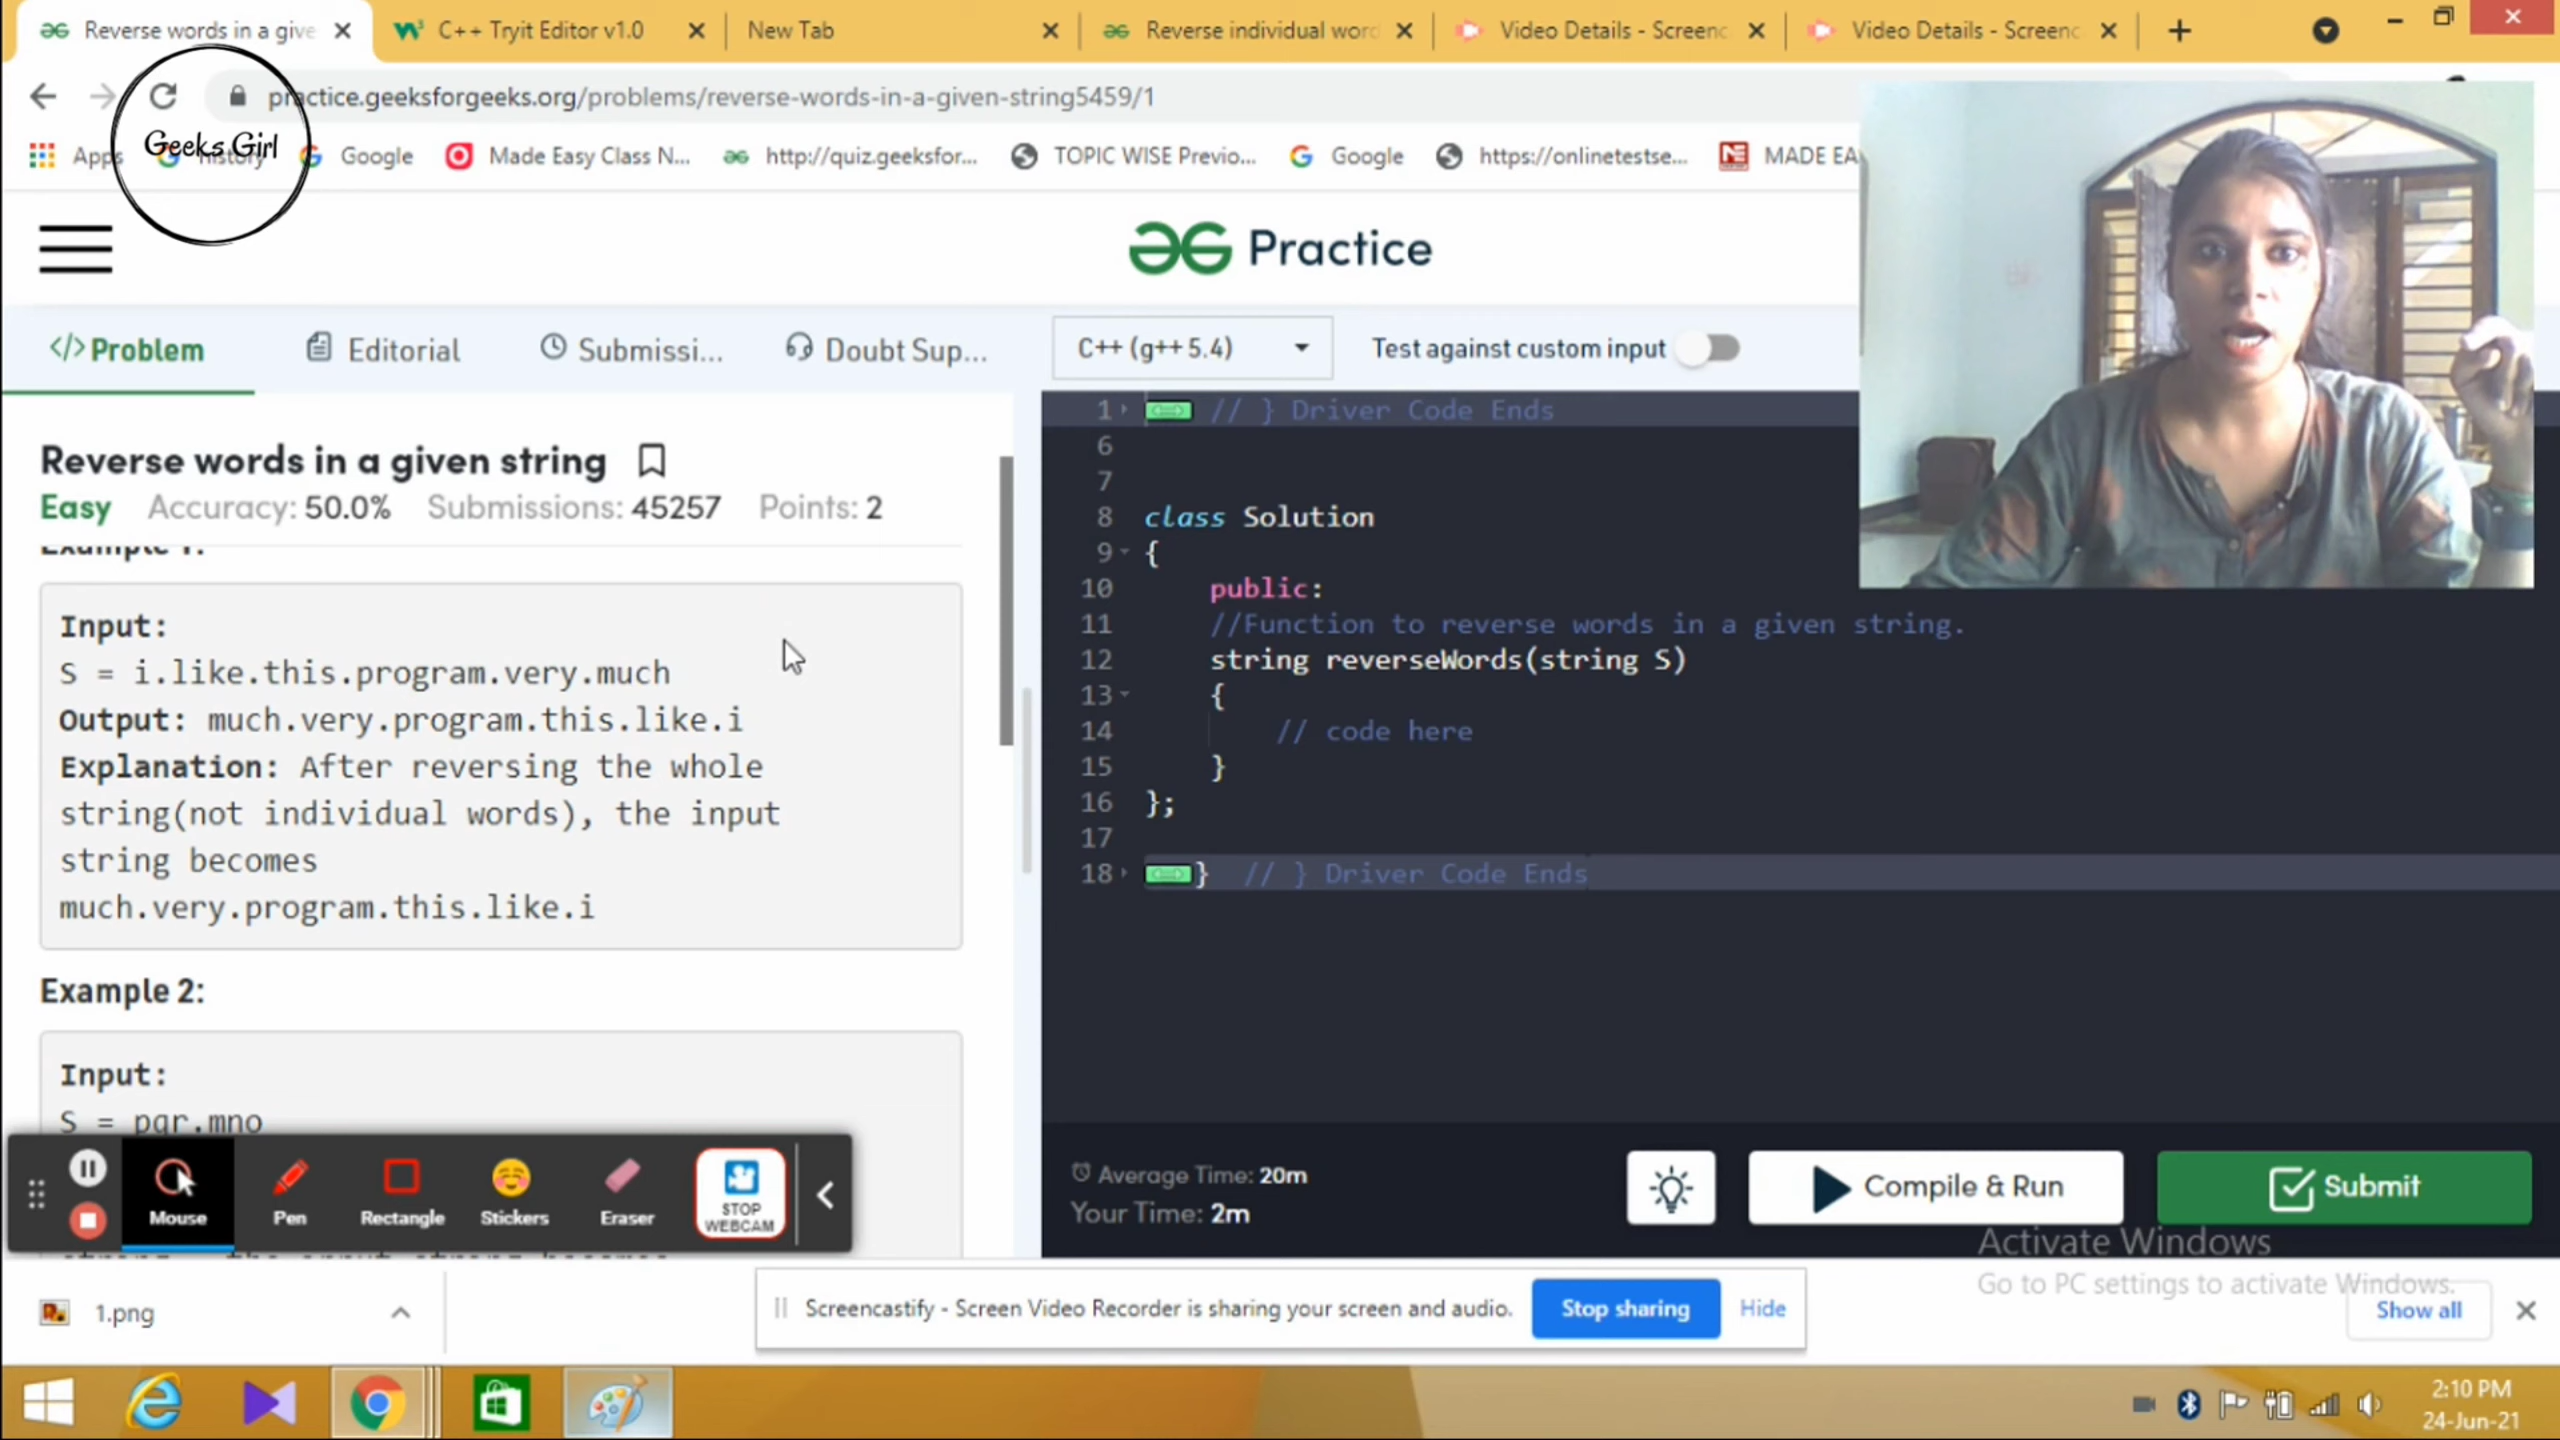 Reverse words in a give
C++ Tryit Editor v1.0
New Tab
Reverse individual word
Video Details - Screenc
Video Details - Screenc
practice.geeksforgeeks.org/problems/reverse-words-in-a-given-string5459/1
Geeks Girl
Apps
history
Google
Made Easy Class N...
http://quiz.geeksfor...
TOPIC WISE Previo...
Google
https://onlinetestse...
MADE EA
Practice
</> Problem
Editorial
Submissi...
Doubt Sup...
C++ (g++ 5.4)
Test against custom input
Reverse words in a given string
Easy Accuracy: 50.0% Submissions: 45257 Points: 2
Example 1:
Input:
S = i.like.this.program.very.much
Output: much.very.program.this.like.i
Explanation: After reversing the whole
string(not individual words), the input
string becomes
much.very.program.this.like.i
Example 2:
Input:
S = pqr.mno
1 // } Driver Code Ends
6
7
8 class Solution
9 {
10 public:
11 //Function to reverse words in a given string.
12 string reverseWords(string S)
13 {
14 // code here
15 }
16 };
17
18 } // } Driver Code Ends
Mouse
Pen
Rectangle
Stickers
Eraser
STOP
WEBCAM
Average Time: 20m
Your Time: 2m
Compile & Run
Submit
Activate Windows
Go to PC settings to activate Windows.
1.png
Screencastify - Screen Video Recorder is sharing your screen and audio.
Stop sharing
Hide
Show all
2:10 PM
24-Jun-21